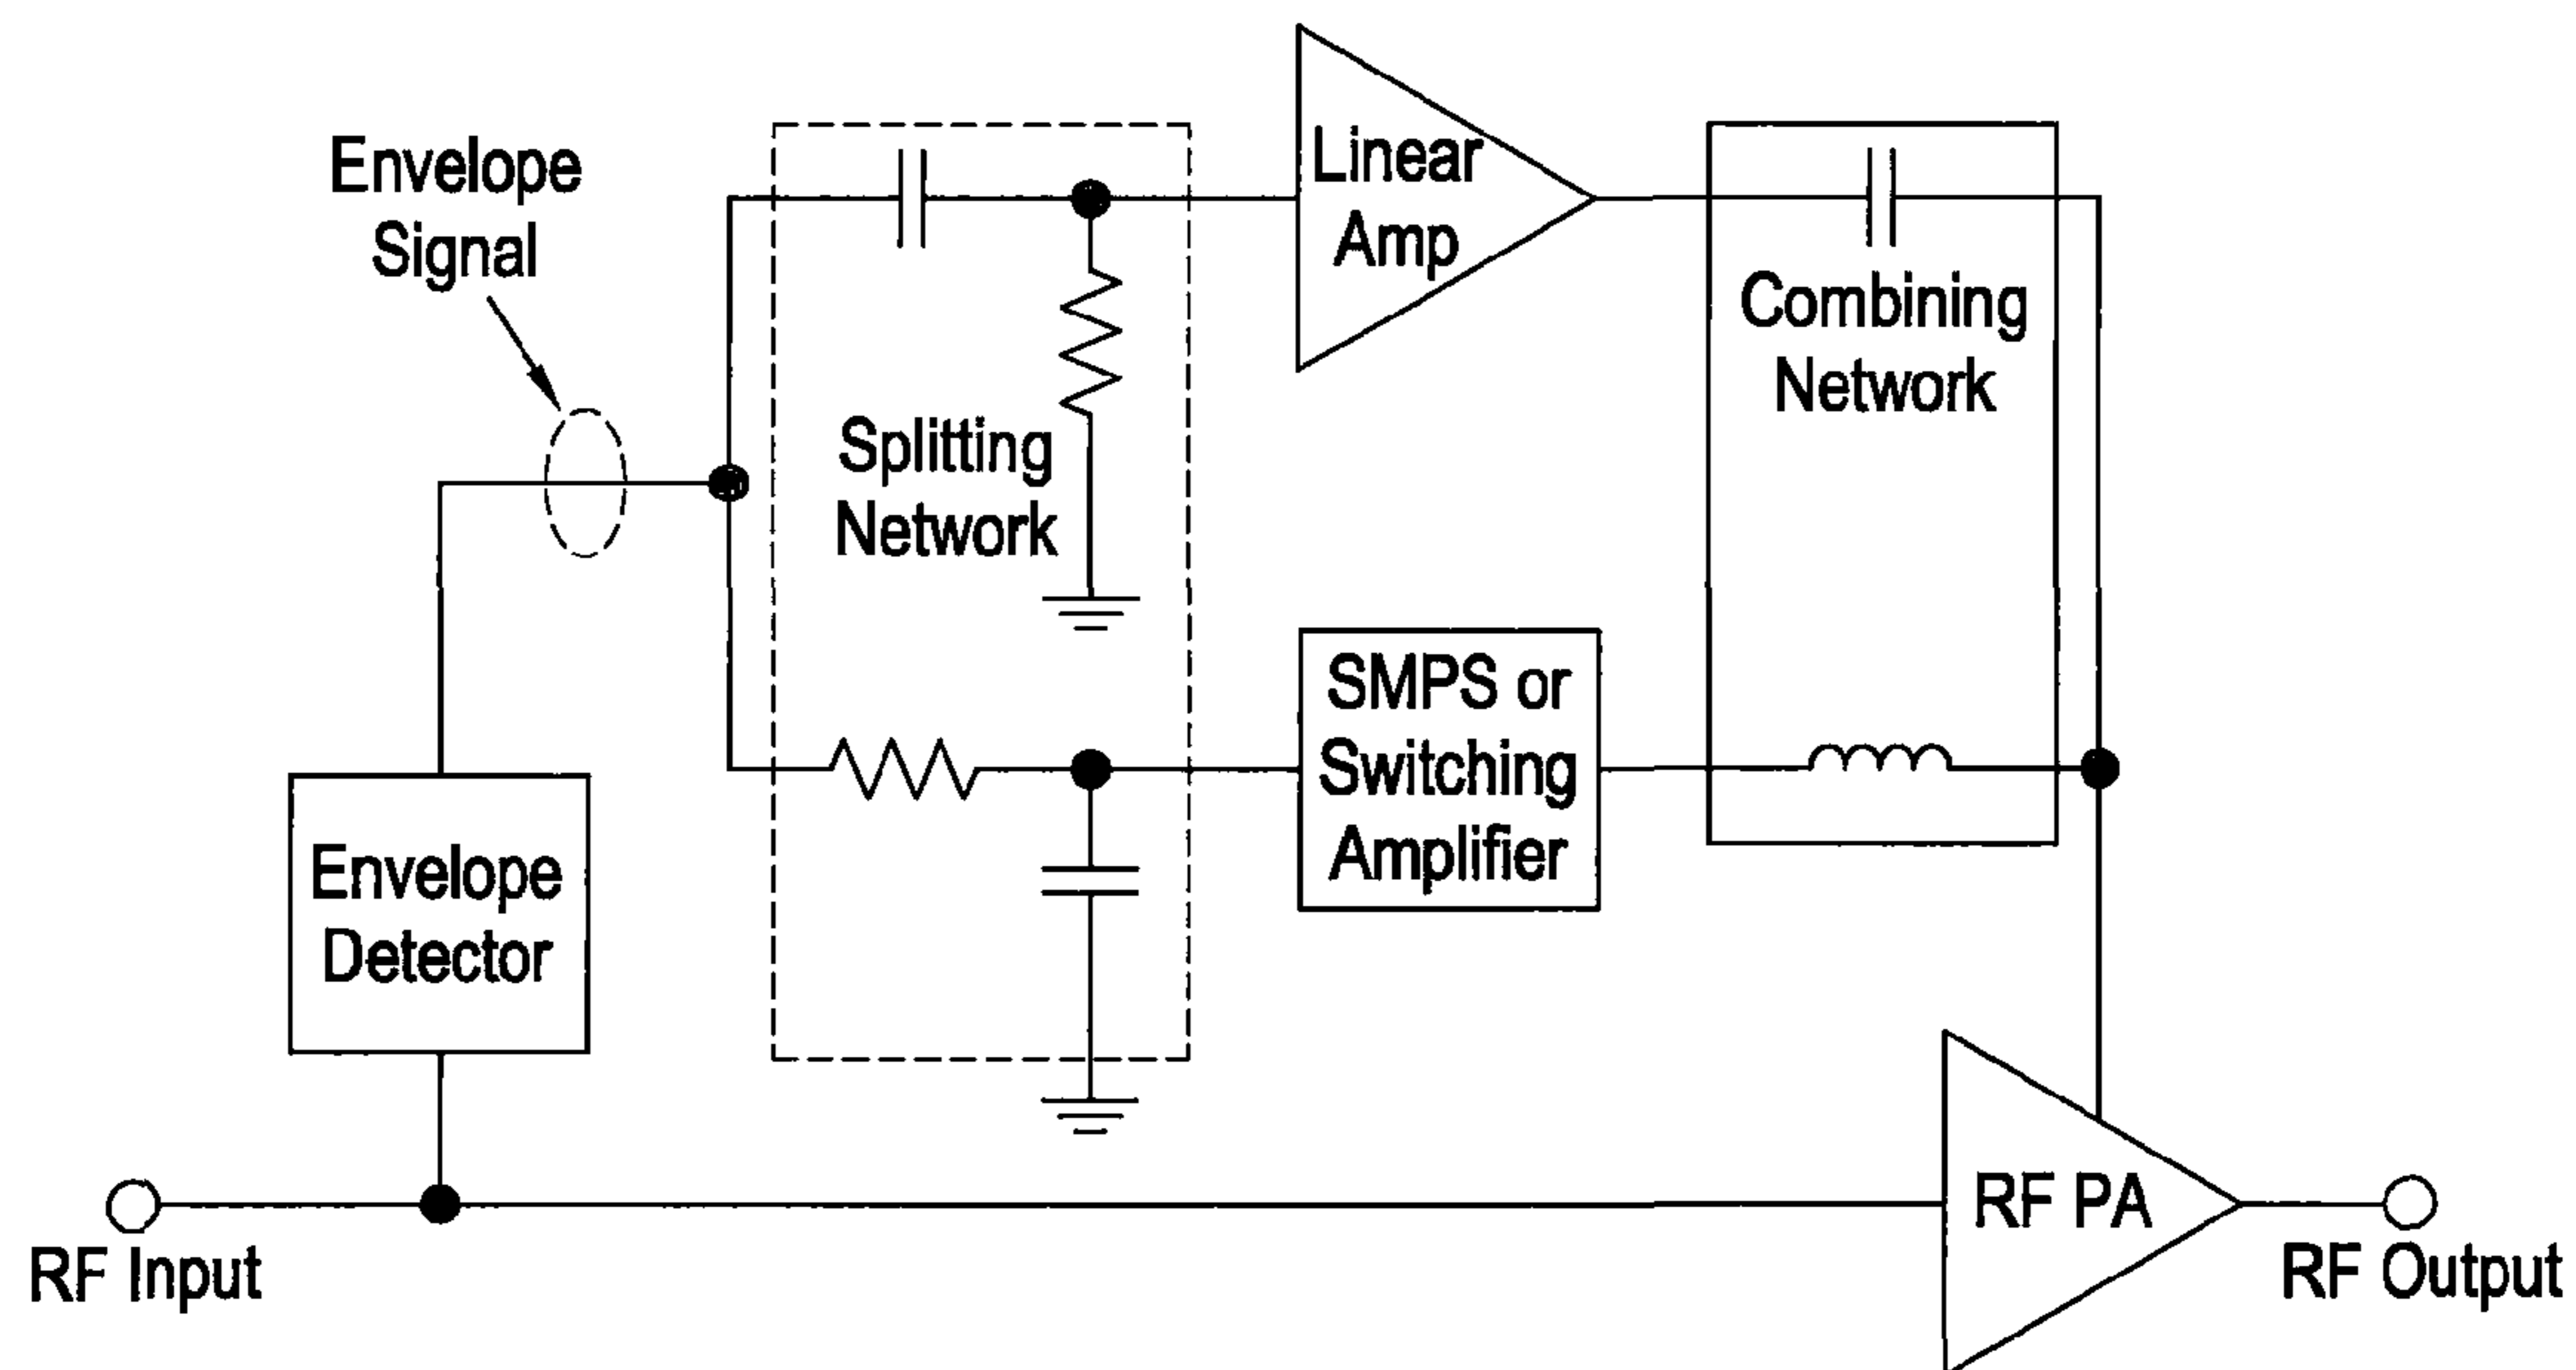 Envelope
Signal
Linear
Amp
Combining
Network
Splitting
Network
SMPS or
Switching
Amplifier
Envelope
Detector
RF PA
RF Input
RF Output